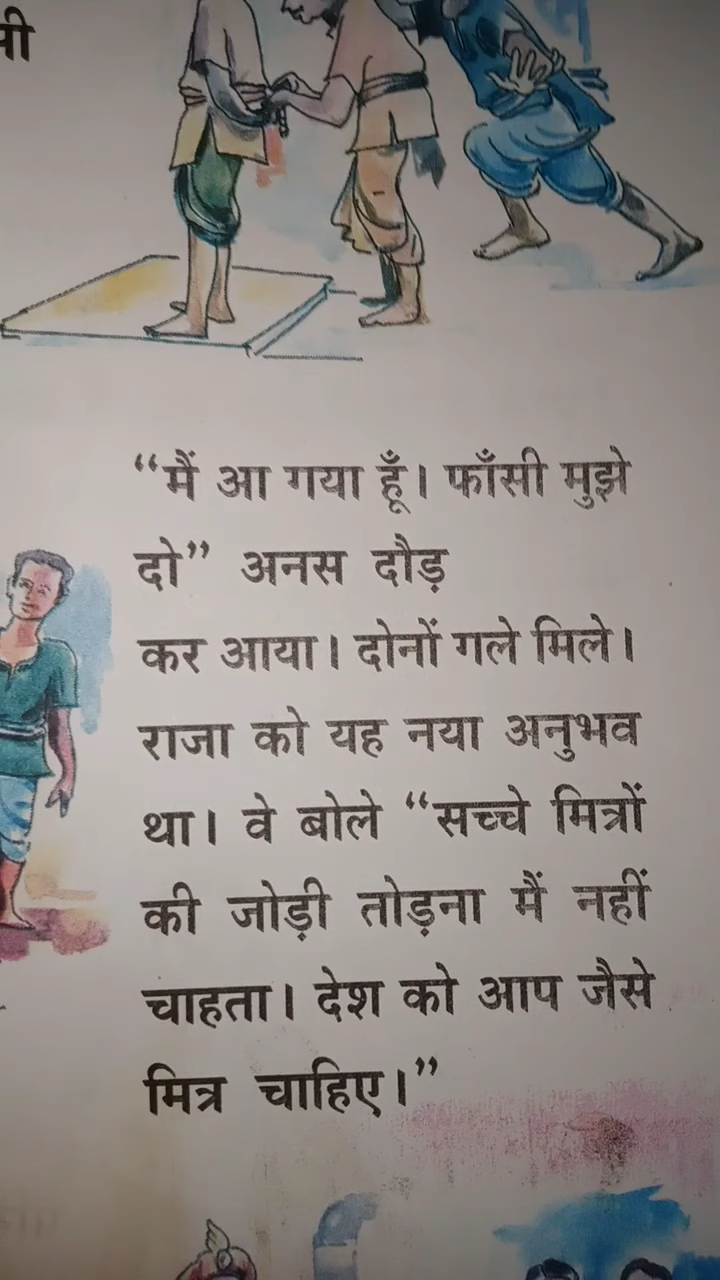 “मैं आ गया हूँ। फाँसी मुझे
दो” अनस दौड़
कर आया। दोनों गले मिले।
राजा को यह नया अनुभव
था। वे बोले “सच्चे मित्रों
की जोड़ी तोड़ना मैं नहीं
चाहता। देश को आप जैसे
मित्र चाहिए।”